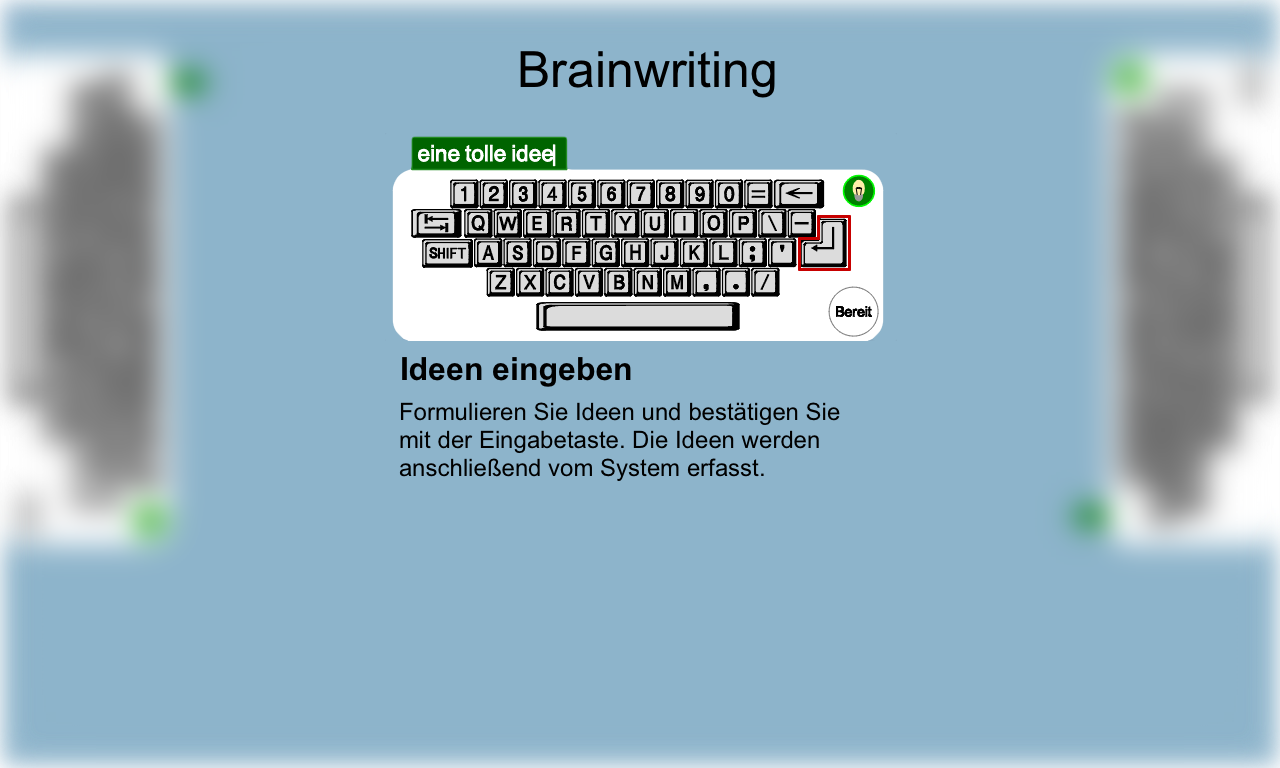 Brainwriting
eine tolle idee
1 2 3 4 5 6 7 8 9 0 =
Q W E R T Y U I O P \ –
SHIFT A S D F G H J K L ; '
Z X C V B N M , . /
Bereit
Ideen eingeben
Formulieren Sie Ideen und bestätigen Sie
mit der Eingabetaste. Die Ideen werden
anschließend vom System erfasst.